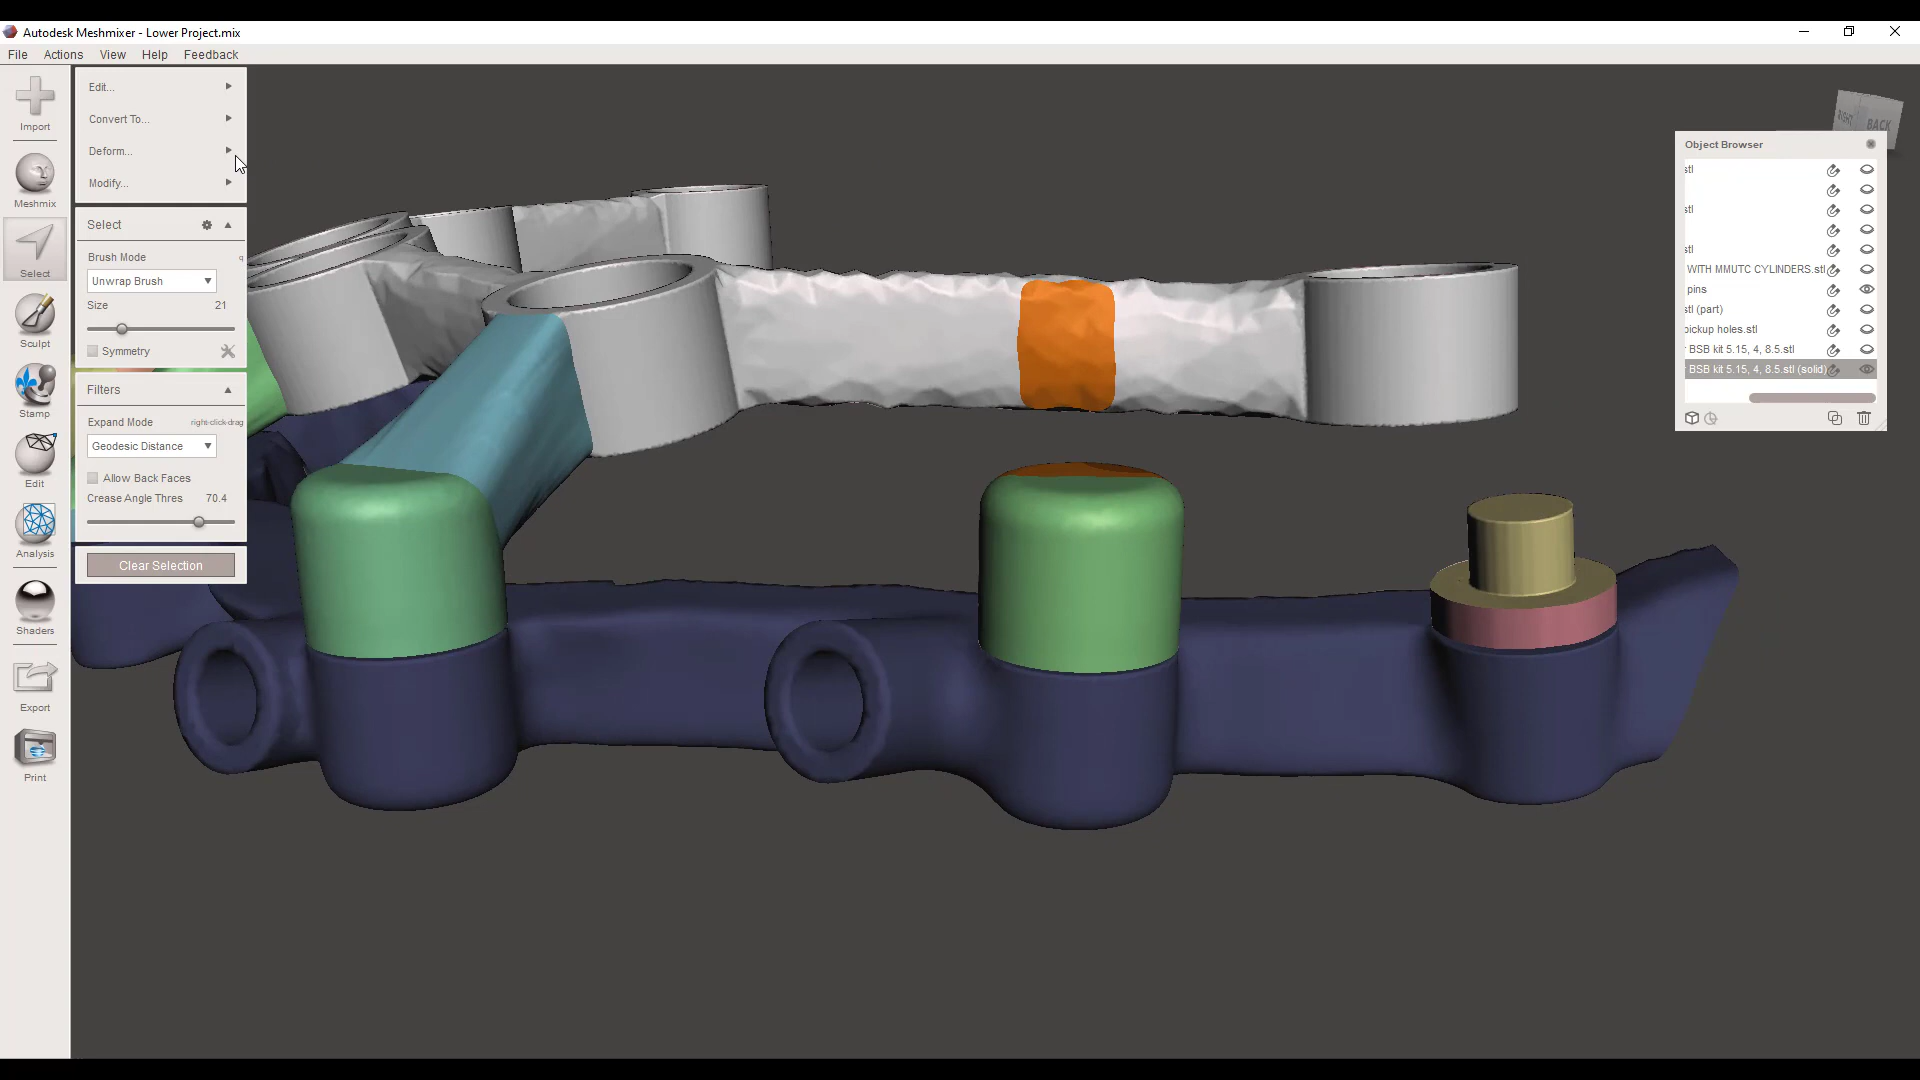 Autodesk Meshmixer - Lower Project.mix
File Actions View Help Feedback
Import
Meshmix
Select
Sculpt
Stamp
Edit
Analysis
Shaders
Export
Print
Edit...
Convert To...
Deform...
Modify...
Select
Brush Mode q
Unwrap Brush
Size 21
Symmetry
Filters
Expand Mode right-click-drag
Geodesic Distance
Allow Back Faces
Crease Angle Thres 70.4
Clear Selection
RIGHT BACK
Object Browser
stl
stl
stl
WITH MMUTC CYLINDERS.stl
pins
stl (part)
pickup holes.stl
BSB kit 5.15, 4, 8.5.stl
BSB kit 5.15, 4, 8.5.stl (solid)